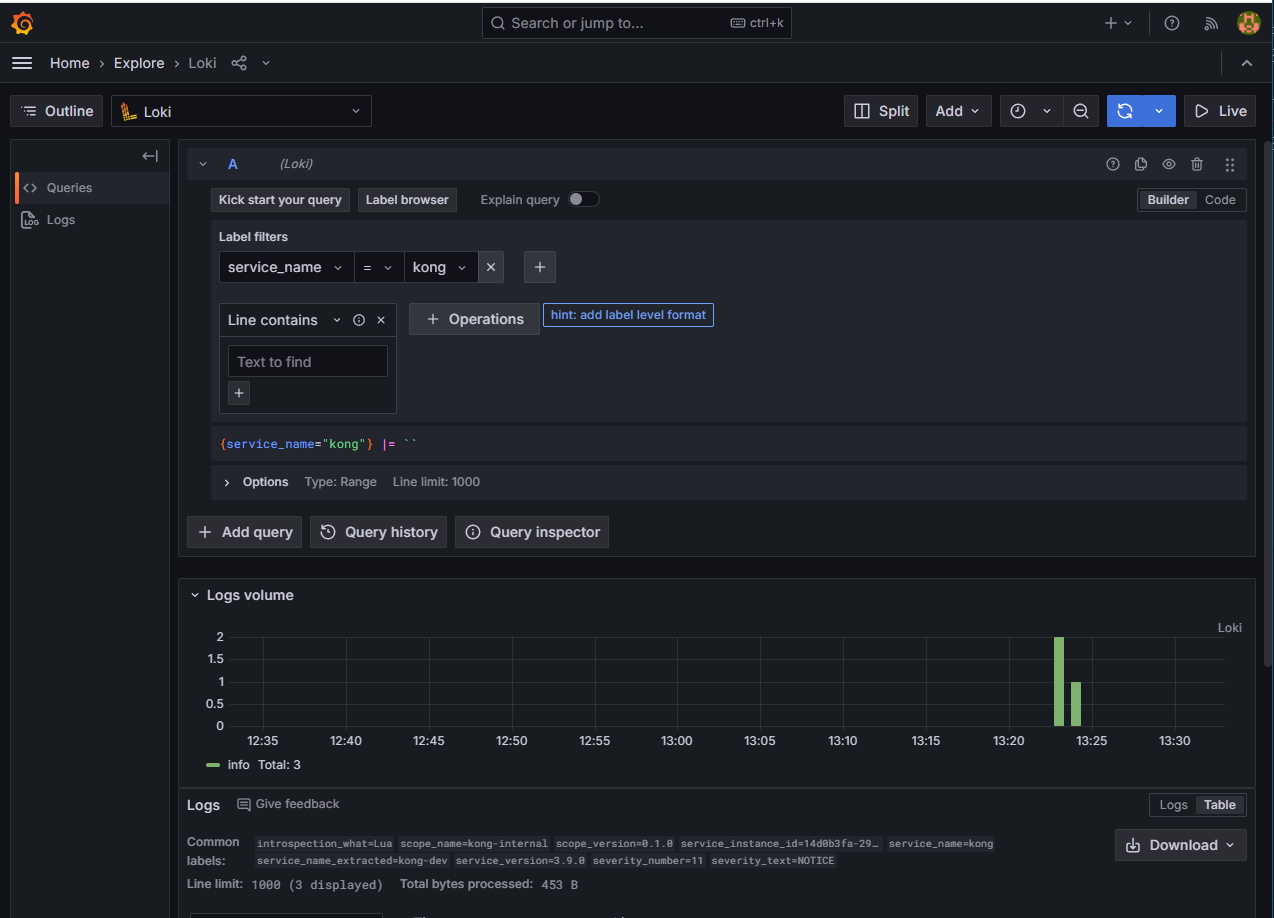 Search or jump to... ctrl+k
Home › Explore › Loki
Outline Loki Split Add Live
A (Loki)
Queries
Logs
Kick start your query Label browser Explain query Builder Code
Label filters
service_name = kong
Line contains Operations hint: add label level format
Text to find
{service_name="kong"} |= ``
Options Type: Range Line limit: 1000
Add query Query history Query inspector
Logs volume
Loki
2
1.5
1
0.5
0
12:35 12:40 12:45 12:50 12:55 13:00 13:05 13:10 13:15 13:20 13:25 13:30
info Total: 3
Logs Give feedback Logs Table
Common labels: introspection_what=Lua scope_name=kong-internal scope_version=0.1.0 service_instance_id=14d0b3fa-29… service_name=kong
service_name_extracted=kong-dev service_version=3.9.0 severity_number=11 severity_text=NOTICE
Download
Line limit: 1000 (3 displayed) Total bytes processed: 453 B